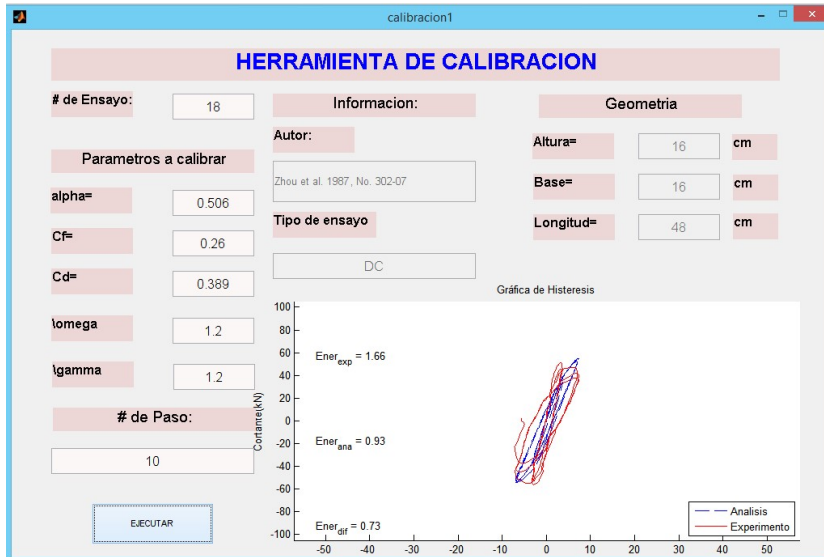 calibracion1
HERRAMIENTA DE CALIBRACION
# de Ensayo:
18
Informacion:
Geometria
Autor:
Zhou et al. 1987, No. 302-07
Altura=
16
cm
Parametros a calibrar
Base=
16
cm
alpha=
0.506
Tipo de ensayo
Longitud=
48
cm
Cf=
0.26
DC
Cd=
0.389
\omega
1.2
\gamma
1.2
# de Paso:
10
EJECUTAR
Gráfica de Histeresis
Cortante(kN)
100
80
60
40
20
0
-20
-40
-60
-80
-100
Ener_exp = 1.66
Ener_ana = 0.93
Ener_dif = 0.73
Analisis
Experimento
-50 -40 -30 -20 -10 0 10 20 30 40 50